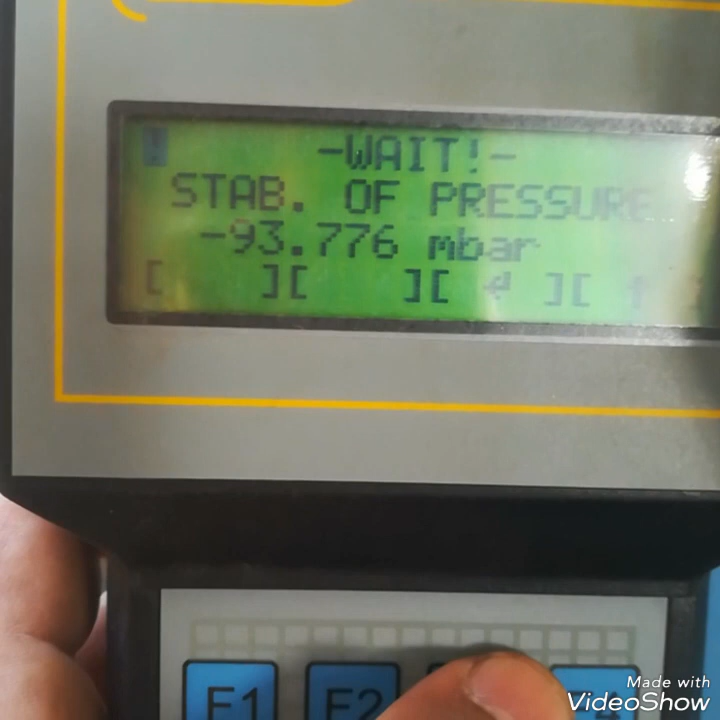 ! -WAIT!-
STAB. OF PRESSURE
-93.776 mbar
[ ][ ][ ↲ ][ ↑
F1 F2
Made with
VideoShow